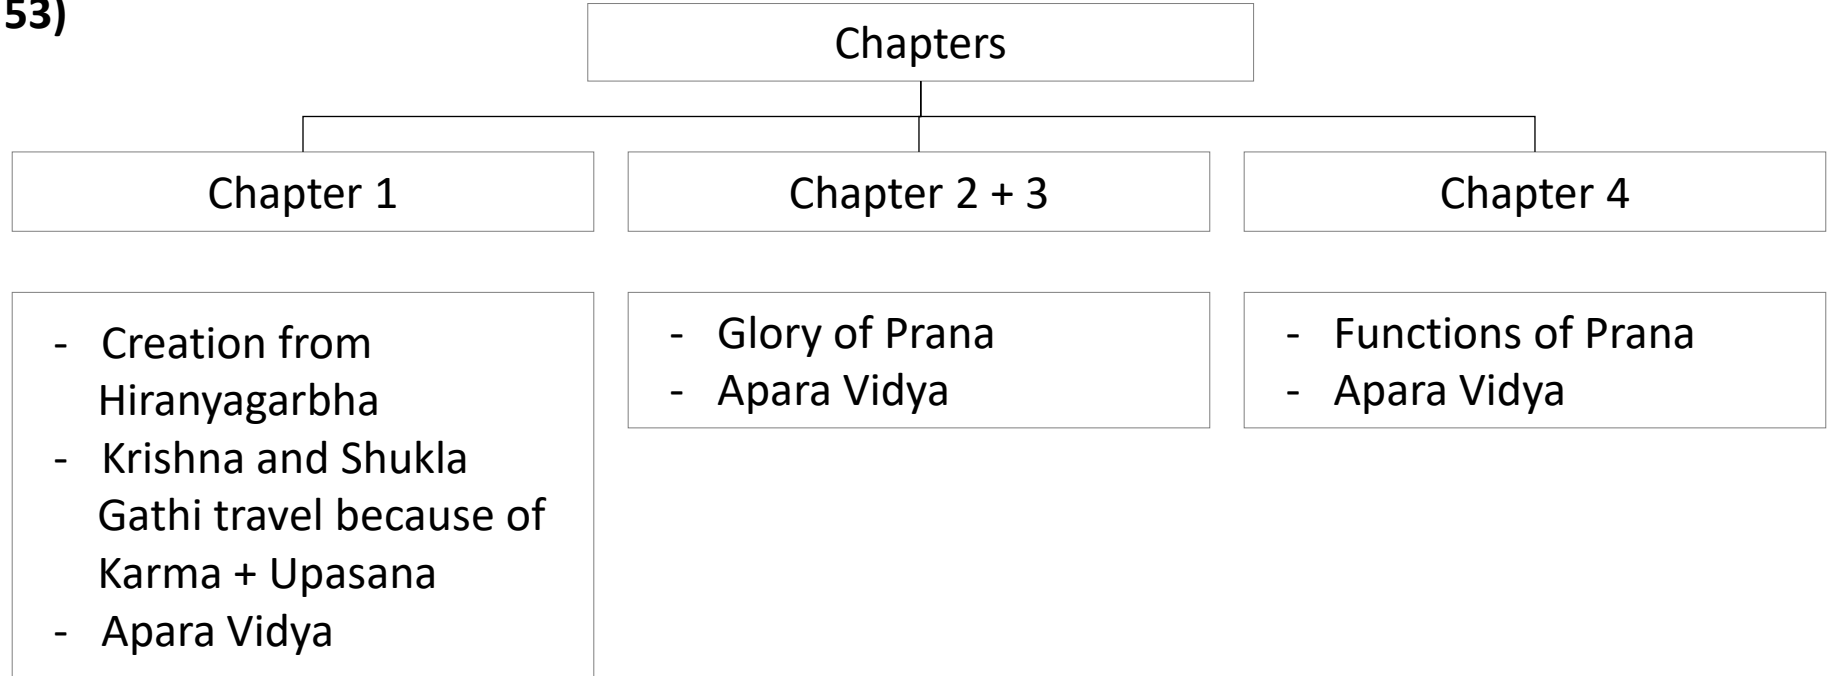 53)
Chapters
Chapter 1
Chapter 2 + 3
Chapter 4
- Creation from
Hiranyagarbha
- Krishna and Shukla
Gathi travel because of
Karma + Upasana
- Apara Vidya
- Glory of Prana
- Apara Vidya
- Functions of Prana
- Apara Vidya